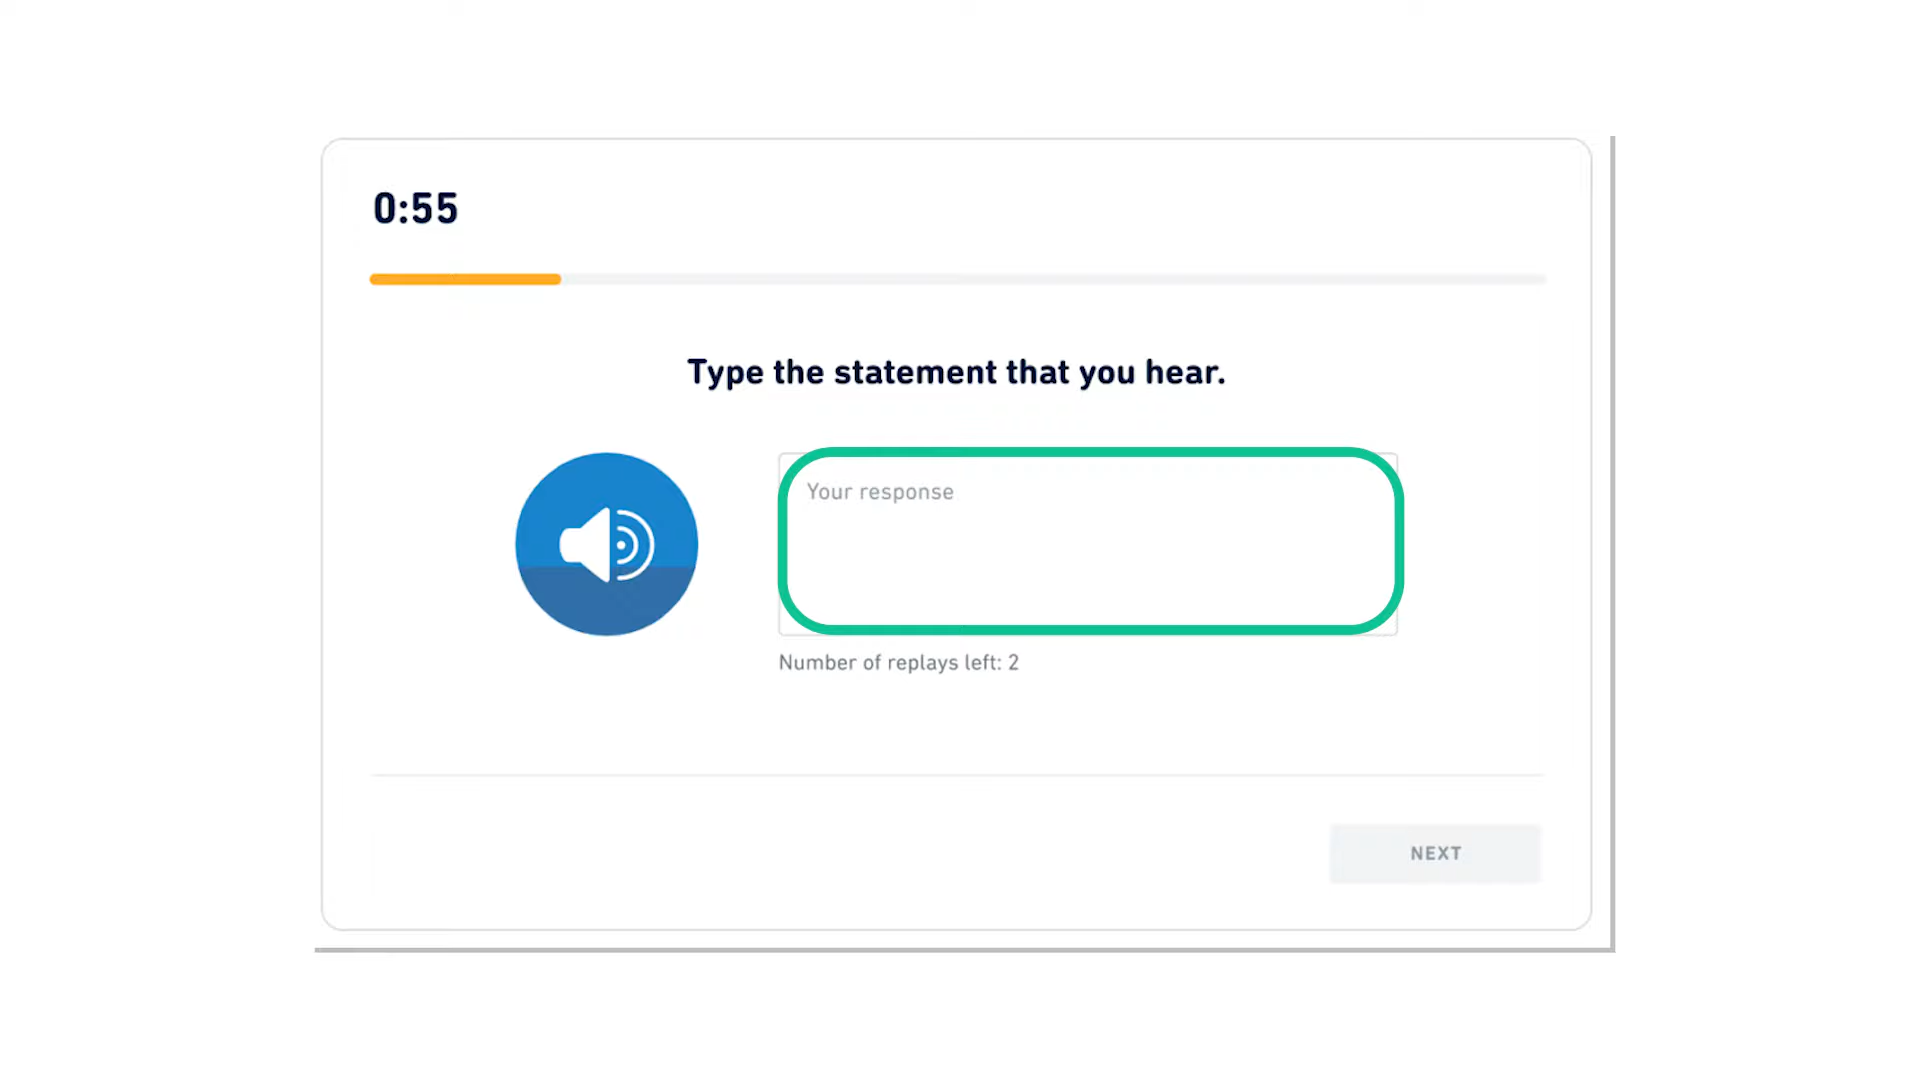 0:55
Type the statement that you hear.
Your response
Number of replays left: 2
NEXT